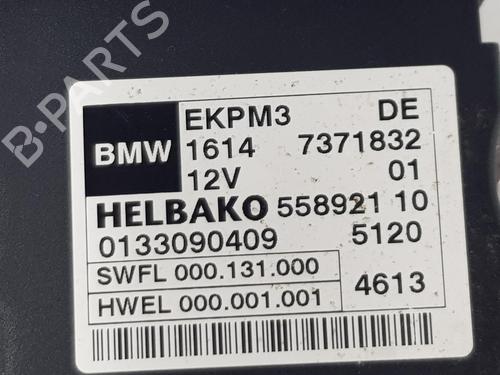 B-PARTS
BMW
EKPM3 DE
1614 7371832
12V 01
HELBAKO 558921 10
0133090409 5120
SWFL 000.131.000
HWEL 000.001.001
4613